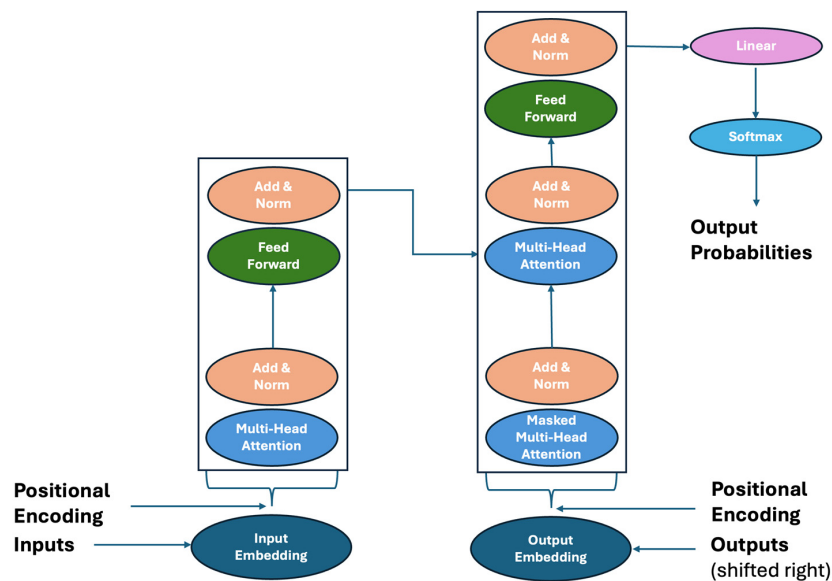 Add &
Norm
Linear
Feed
Forward
Softmax
Add &
Norm
Add &
Norm
Output
Probabilities
Feed
Forward
Multi-Head
Attention
Add &
Norm
Add &
Norm
Multi-Head
Attention
Masked
Multi-Head
Attention
Positional
Encoding
Positional
Encoding
Inputs
Input
Embedding
Output
Embedding
Outputs
(shifted right)